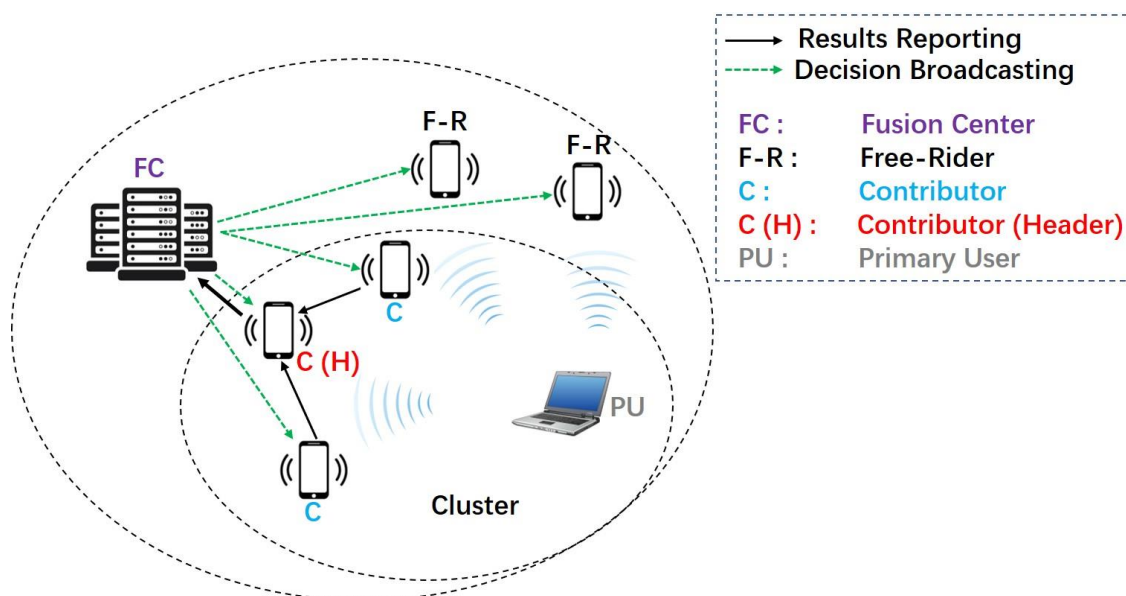 Results Reporting
Decision Broadcasting
FC : Fusion Center
F-R : Free-Rider
C : Contributor
C (H) : Contributor (Header)
PU : Primary User
F-R
F-R
FC
C
C (H)
PU
C
Cluster